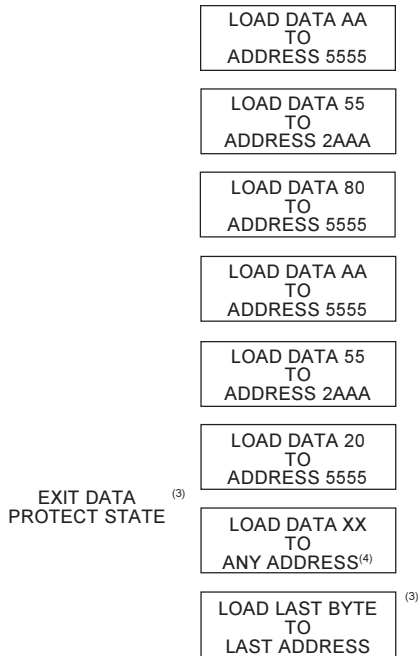 LOAD DATA AA
TO
ADDRESS 5555
LOAD DATA 55
TO
ADDRESS 2AAA
LOAD DATA 80
TO
ADDRESS 5555
LOAD DATA AA
TO
ADDRESS 5555
LOAD DATA 55
TO
ADDRESS 2AAA
LOAD DATA 20
TO
ADDRESS 5555
EXIT DATA (3)
PROTECT STATE
LOAD DATA XX
TO
ANY ADDRESS(4)
LOAD LAST BYTE (3)
TO
LAST ADDRESS